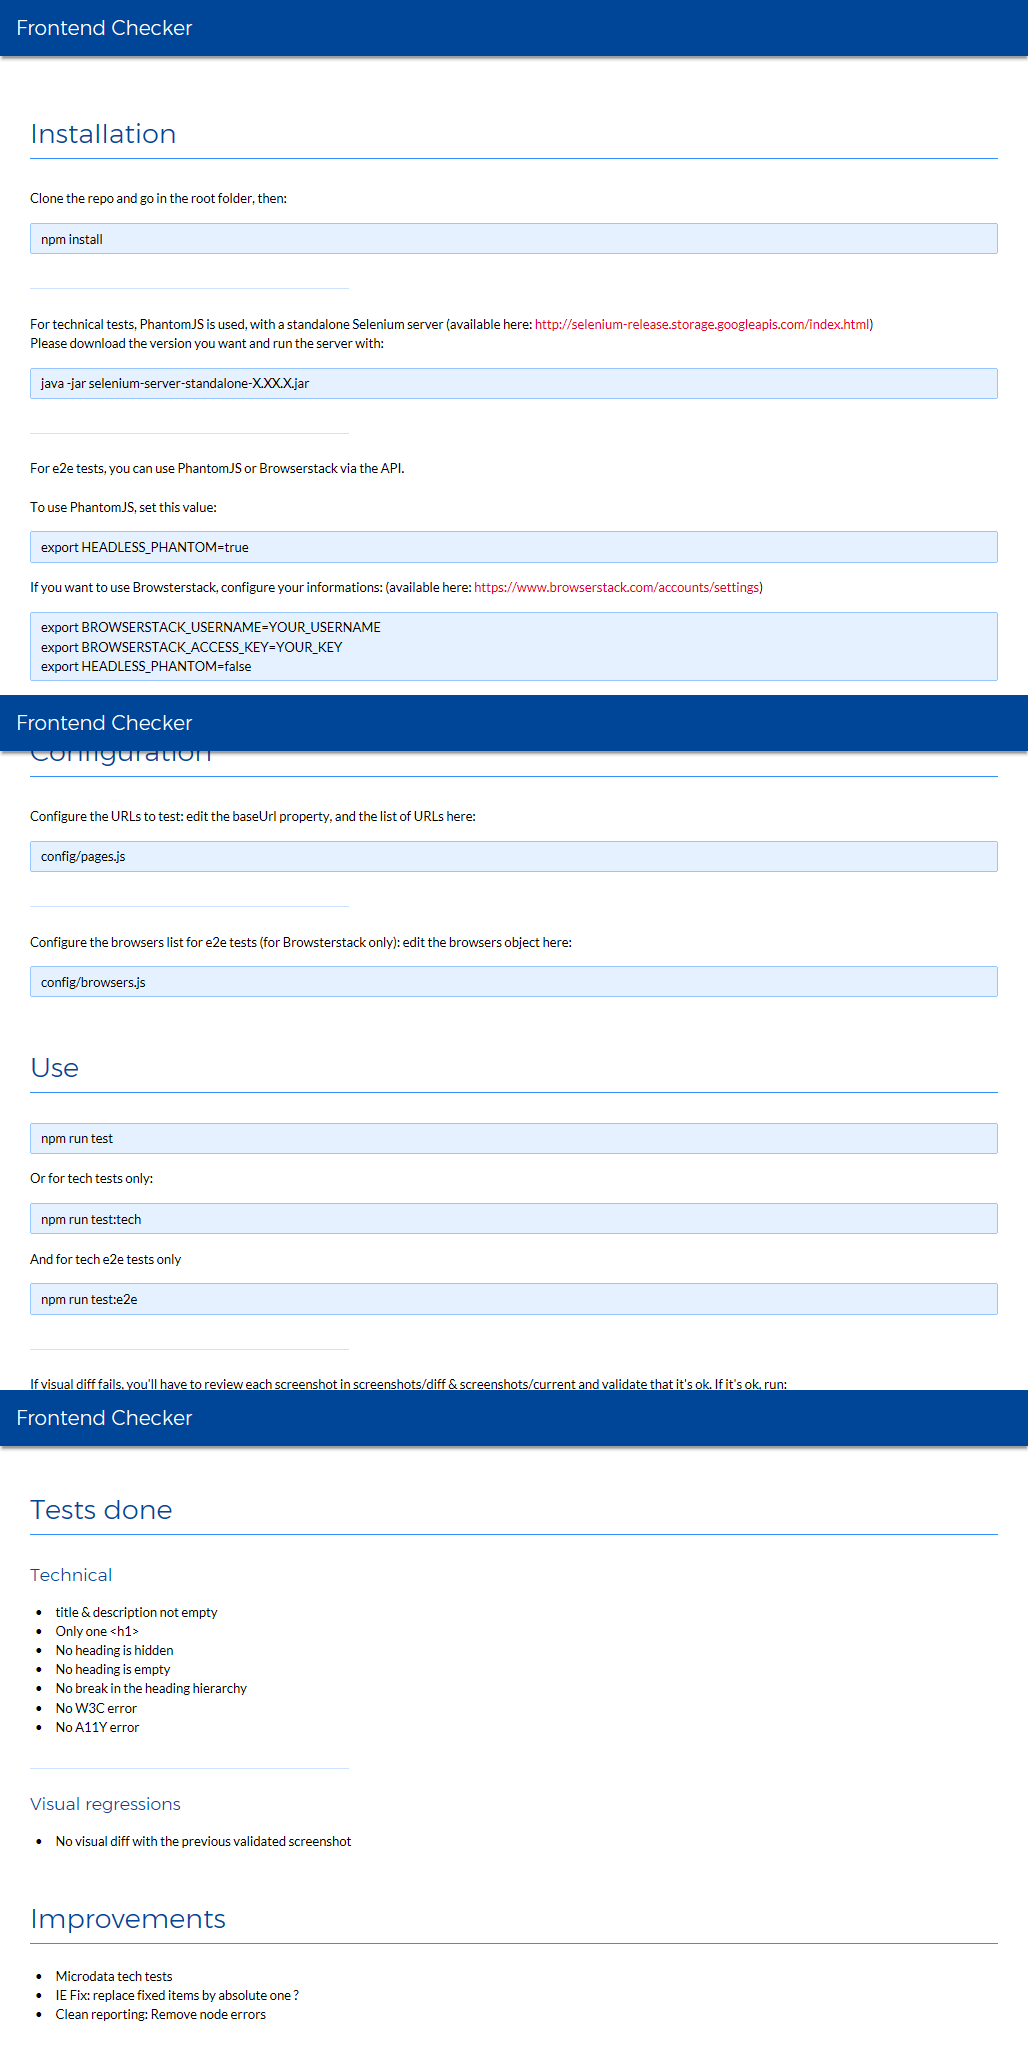 Frontend Checker
Installation
Clone the repo and go in the root folder, then:
npm install
For technical tests, PhantomJS is used, with a standalone Selenium server (available here: http://selenium-release.storage.googleapis.com/index.html)
Please download the version you want and run the server with:
java -jar selenium-server-standalone-X.XX.X.jar
For e2e tests, you can use PhantomJS or Browserstack via the API.
To use PhantomJS, set this value:
export HEADLESS_PHANTOM=true
If you want to use Browsterstack, configure your informations: (available here: https://www.browserstack.com/accounts/settings)
export BROWSERSTACK_USERNAME=YOUR_USERNAME
export BROWSERSTACK_ACCESS_KEY=YOUR_KEY
export HEADLESS_PHANTOM=false
Frontend Checker
Configuration
Configure the URLs to test: edit the baseUrl property, and the list of URLs here:
config/pages.js
Configure the browsers list for e2e tests (for Browsterstack only): edit the browsers object here:
config/browsers.js
Use
npm run test
Or for tech tests only:
npm run test:tech
And for tech e2e tests only
npm run test:e2e
If visual diff fails, you'll have to review each screenshot in screenshots/diff & screenshots/current and validate that it's ok. If it's ok, run:
Frontend Checker
Tests done
Technical
• title & description not empty
• Only one <h1>
• No heading is hidden
• No heading is empty
• No break in the heading hierarchy
• No W3C error
• No A11Y error
Visual regressions
• No visual diff with the previous validated screenshot
Improvements
• Microdata tech tests
• IE Fix: replace fixed items by absolute one ?
• Clean reporting: Remove node errors